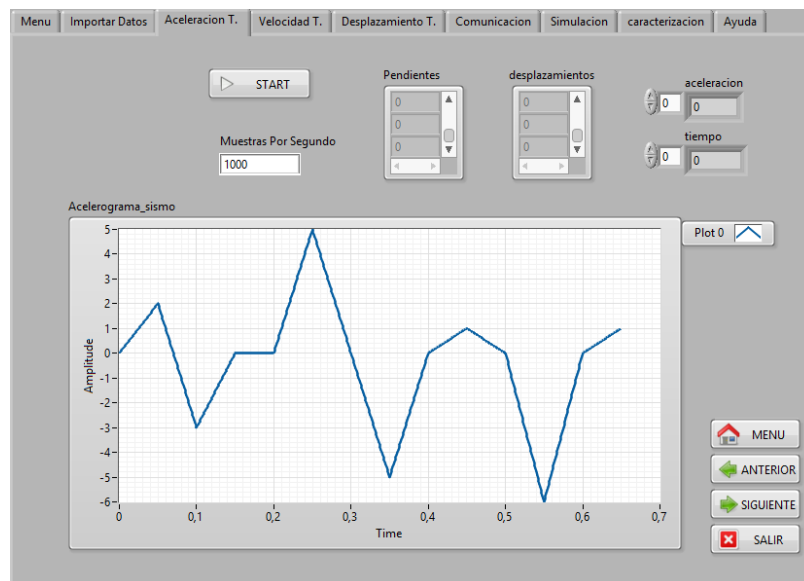 Menu Importar Datos Aceleracion T. Velocidad T. Desplazamiento T. Comunicacion Simulacion caracterizacion Ayuda
START
Muestras Por Segundo
1000
Pendientes
0
0
0
desplazamientos
0
0
0
aceleracion
0 0
tiempo
0 0
Acelerograma_sismo
Plot 0
Amplitude
5
4
3
2
1
0
-1
-2
-3
-4
-5
-6
0 0,1 0,2 0,3 0,4 0,5 0,6 0,7
Time
MENU
ANTERIOR
SIGUIENTE
SALIR